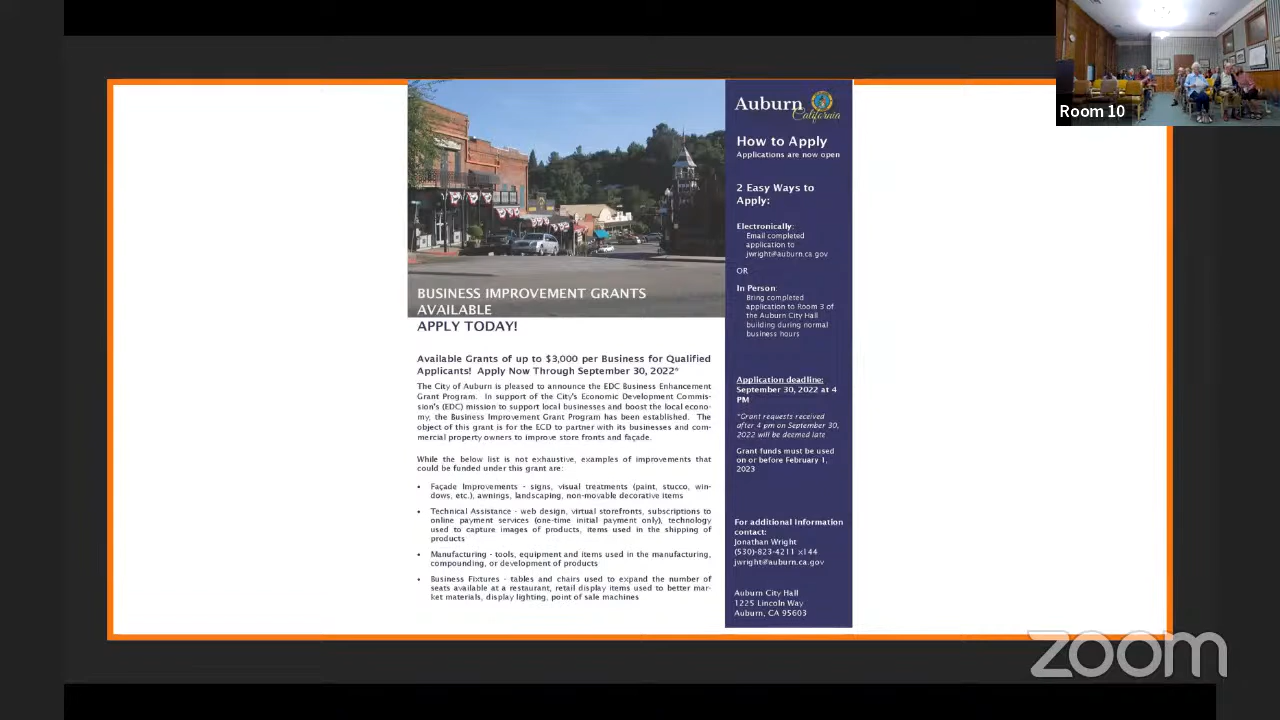 Room 10
BUSINESS IMPROVEMENT GRANTS
AVAILABLE
APPLY TODAY!
Available Grants of up to $3,000 per Business for Qualified
Applicants! Apply Now Through September 30, 2022*
The City of Auburn is pleased to announce the EDC Business Enhancement
Grant Program. In support of the City's Economic Development Commis-
sion's (EDC) mission to support local businesses and boost the local econo-
my, the Business Improvement Grant Program has been established. The
object of this grant is for the ECD to partner with its businesses and com-
mercial property owners to improve store fronts and façade.
While the below list is not exhaustive, examples of improvements that
could be funded under this grant are:
• Façade Improvements - signs, visual treatments (paint, stucco, win-
dows, etc.), awnings, landscaping, non-movable decorative items
• Technical Assistance - web design, virtual storefronts, subscriptions to
online payment services (one-time initial payment only), technology
used to capture images of products, items used in the shipping of
products
• Manufacturing - tools, equipment and items used in the manufacturing,
compounding, or development of products
• Business Fixtures - tables and chairs used to expand the number of
seats available at a restaurant, retail display items used to better mar-
ket materials, display lighting, point of sale machines
Auburn
California
How to Apply
Applications are now open
2 Easy Ways to
Apply:
Electronically:
Email completed
application to
jwright@auburn.ca.gov
OR
In Person:
Bring completed
application to Room 3 of
the Auburn City Hall
building during normal
business hours
Application deadline:
September 30, 2022 at 4
PM
*Grant requests received
after 4 pm on September 30,
2022 will be deemed late
Grant funds must be used
on or before February 1,
2023
For additional information
contact:
Jonathan Wright
(530)-823-4211 x144
jwright@auburn.ca.gov
Auburn City Hall
1225 Lincoln Way
Auburn, CA 95603
zoom